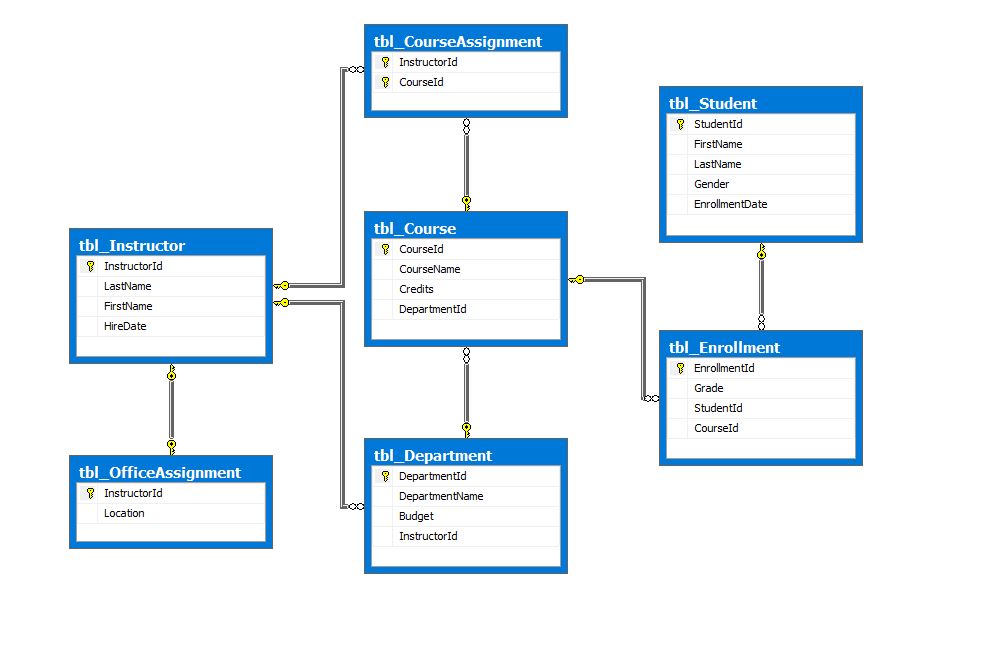 tbl_CourseAssignment
InstructorId
CourseId
tbl_Student
StudentId
FirstName
LastName
Gender
EnrollmentDate
tbl_Instructor
InstructorId
LastName
FirstName
HireDate
tbl_Course
CourseId
CourseName
Credits
DepartmentId
tbl_Enrollment
EnrollmentId
Grade
StudentId
CourseId
tbl_OfficeAssignment
InstructorId
Location
tbl_Department
DepartmentId
DepartmentName
Budget
InstructorId